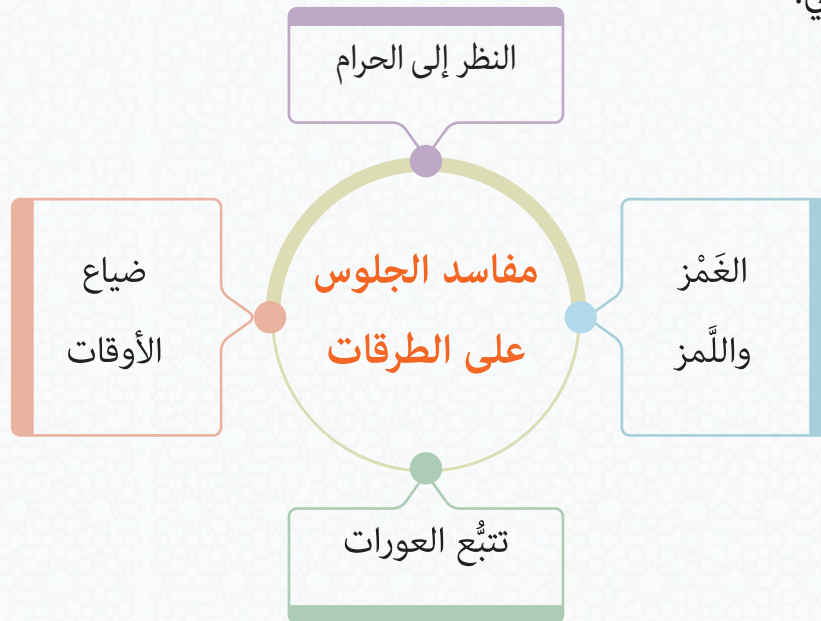 النظر إلى الحرام
مفاسد الجلوس
على الطرقات
الغَمْز
واللَّمز
ضياع
الأوقات
تتبُّع العورات